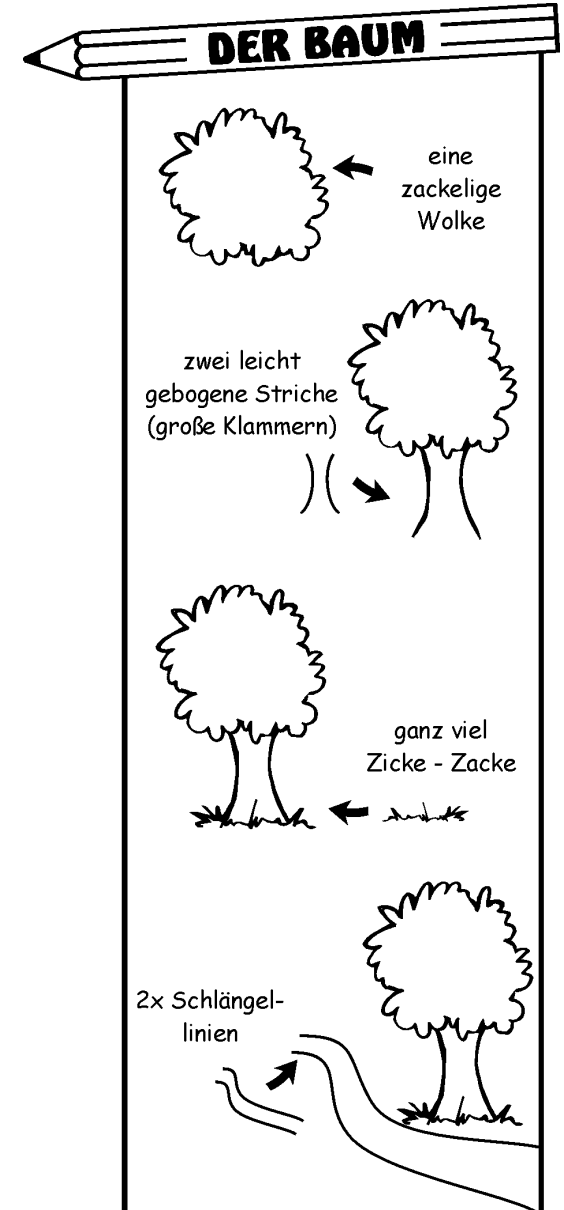 DER BAUM
eine
zackelige
Wolke
zwei leicht
gebogene Striche
(große Klammern)
ganz viel
Zicke - Zacke
2x Schlängel-
linien